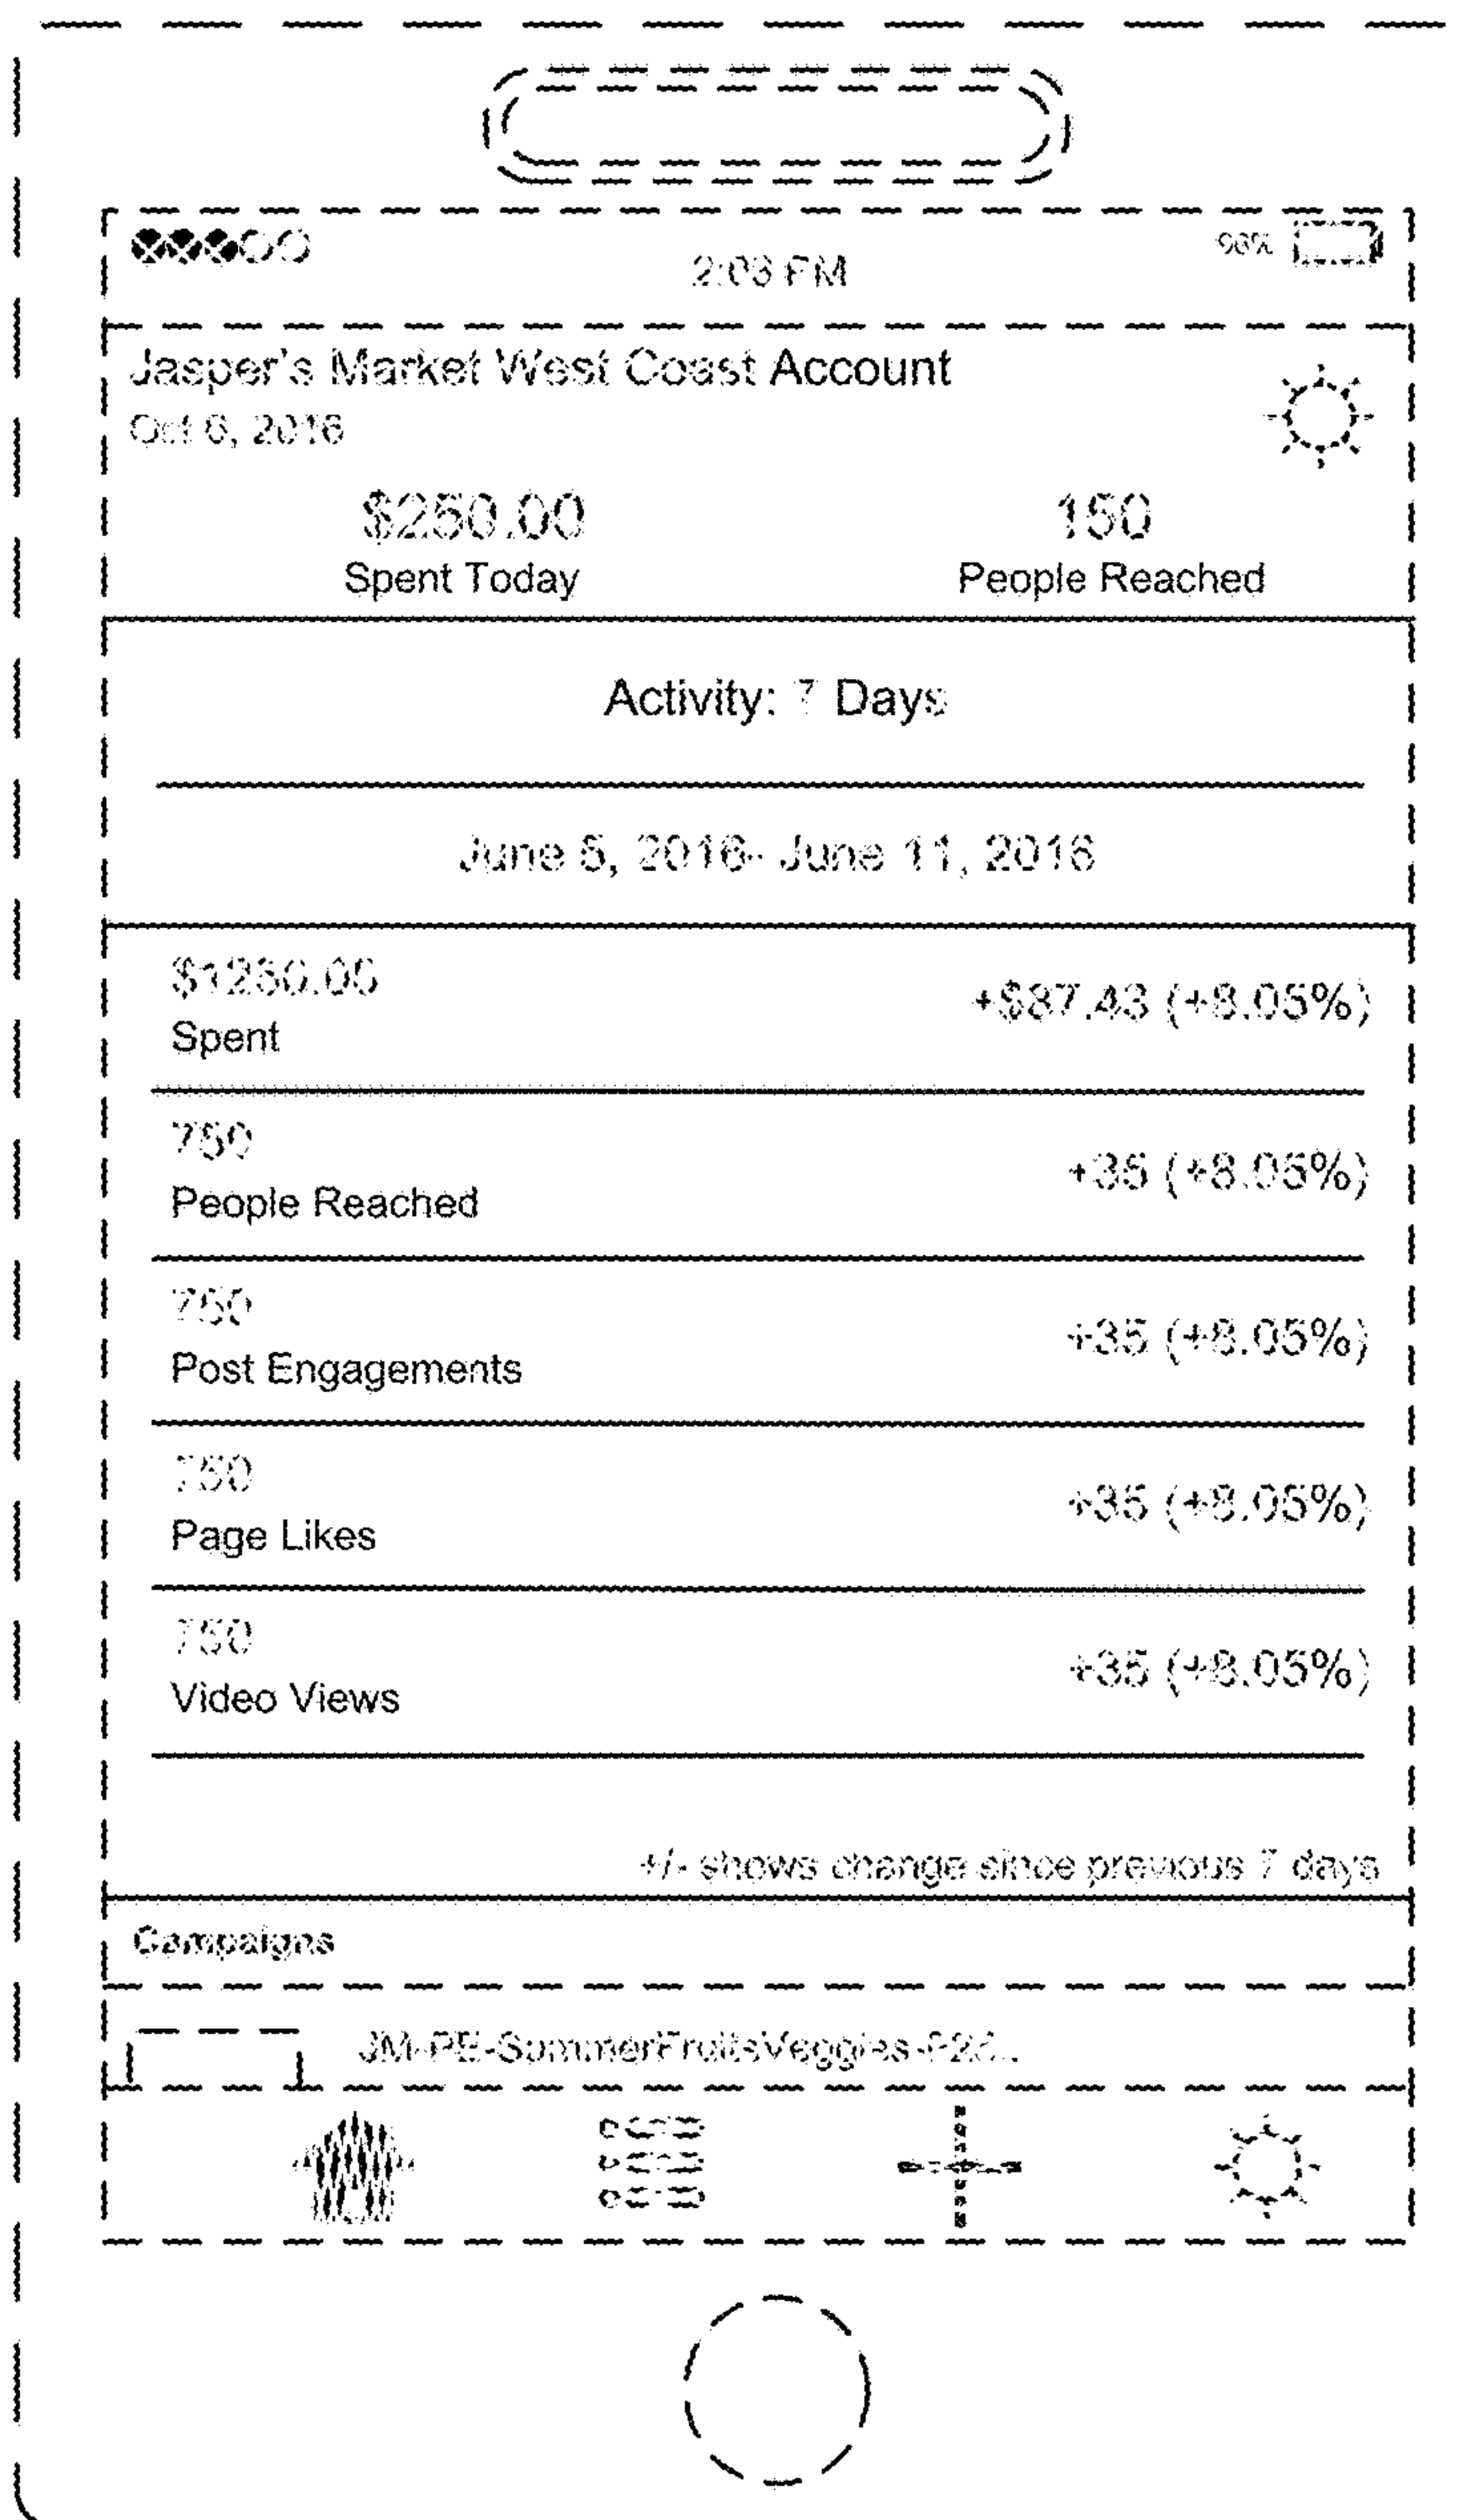 98%
2:08 PM
Jasper's Market West Coast Account
Oct 6, 2016
$250.00
150
Spent Today
People Reached
Activity: 7 Days
June 5, 2016- June 11, 2016
$1250.05
+$87.43 (+8.05%)
Spent
750
+35 (+8.05%)
People Reached
750
+35 (+8.05%)
Post Engagements
750
+35 (+8.05%)
Page Likes
750
+35 (+8.05%)
Video Views
+/- shows change since previous 7 days
Campaigns
JM-PE-SummerFruitsVeggies